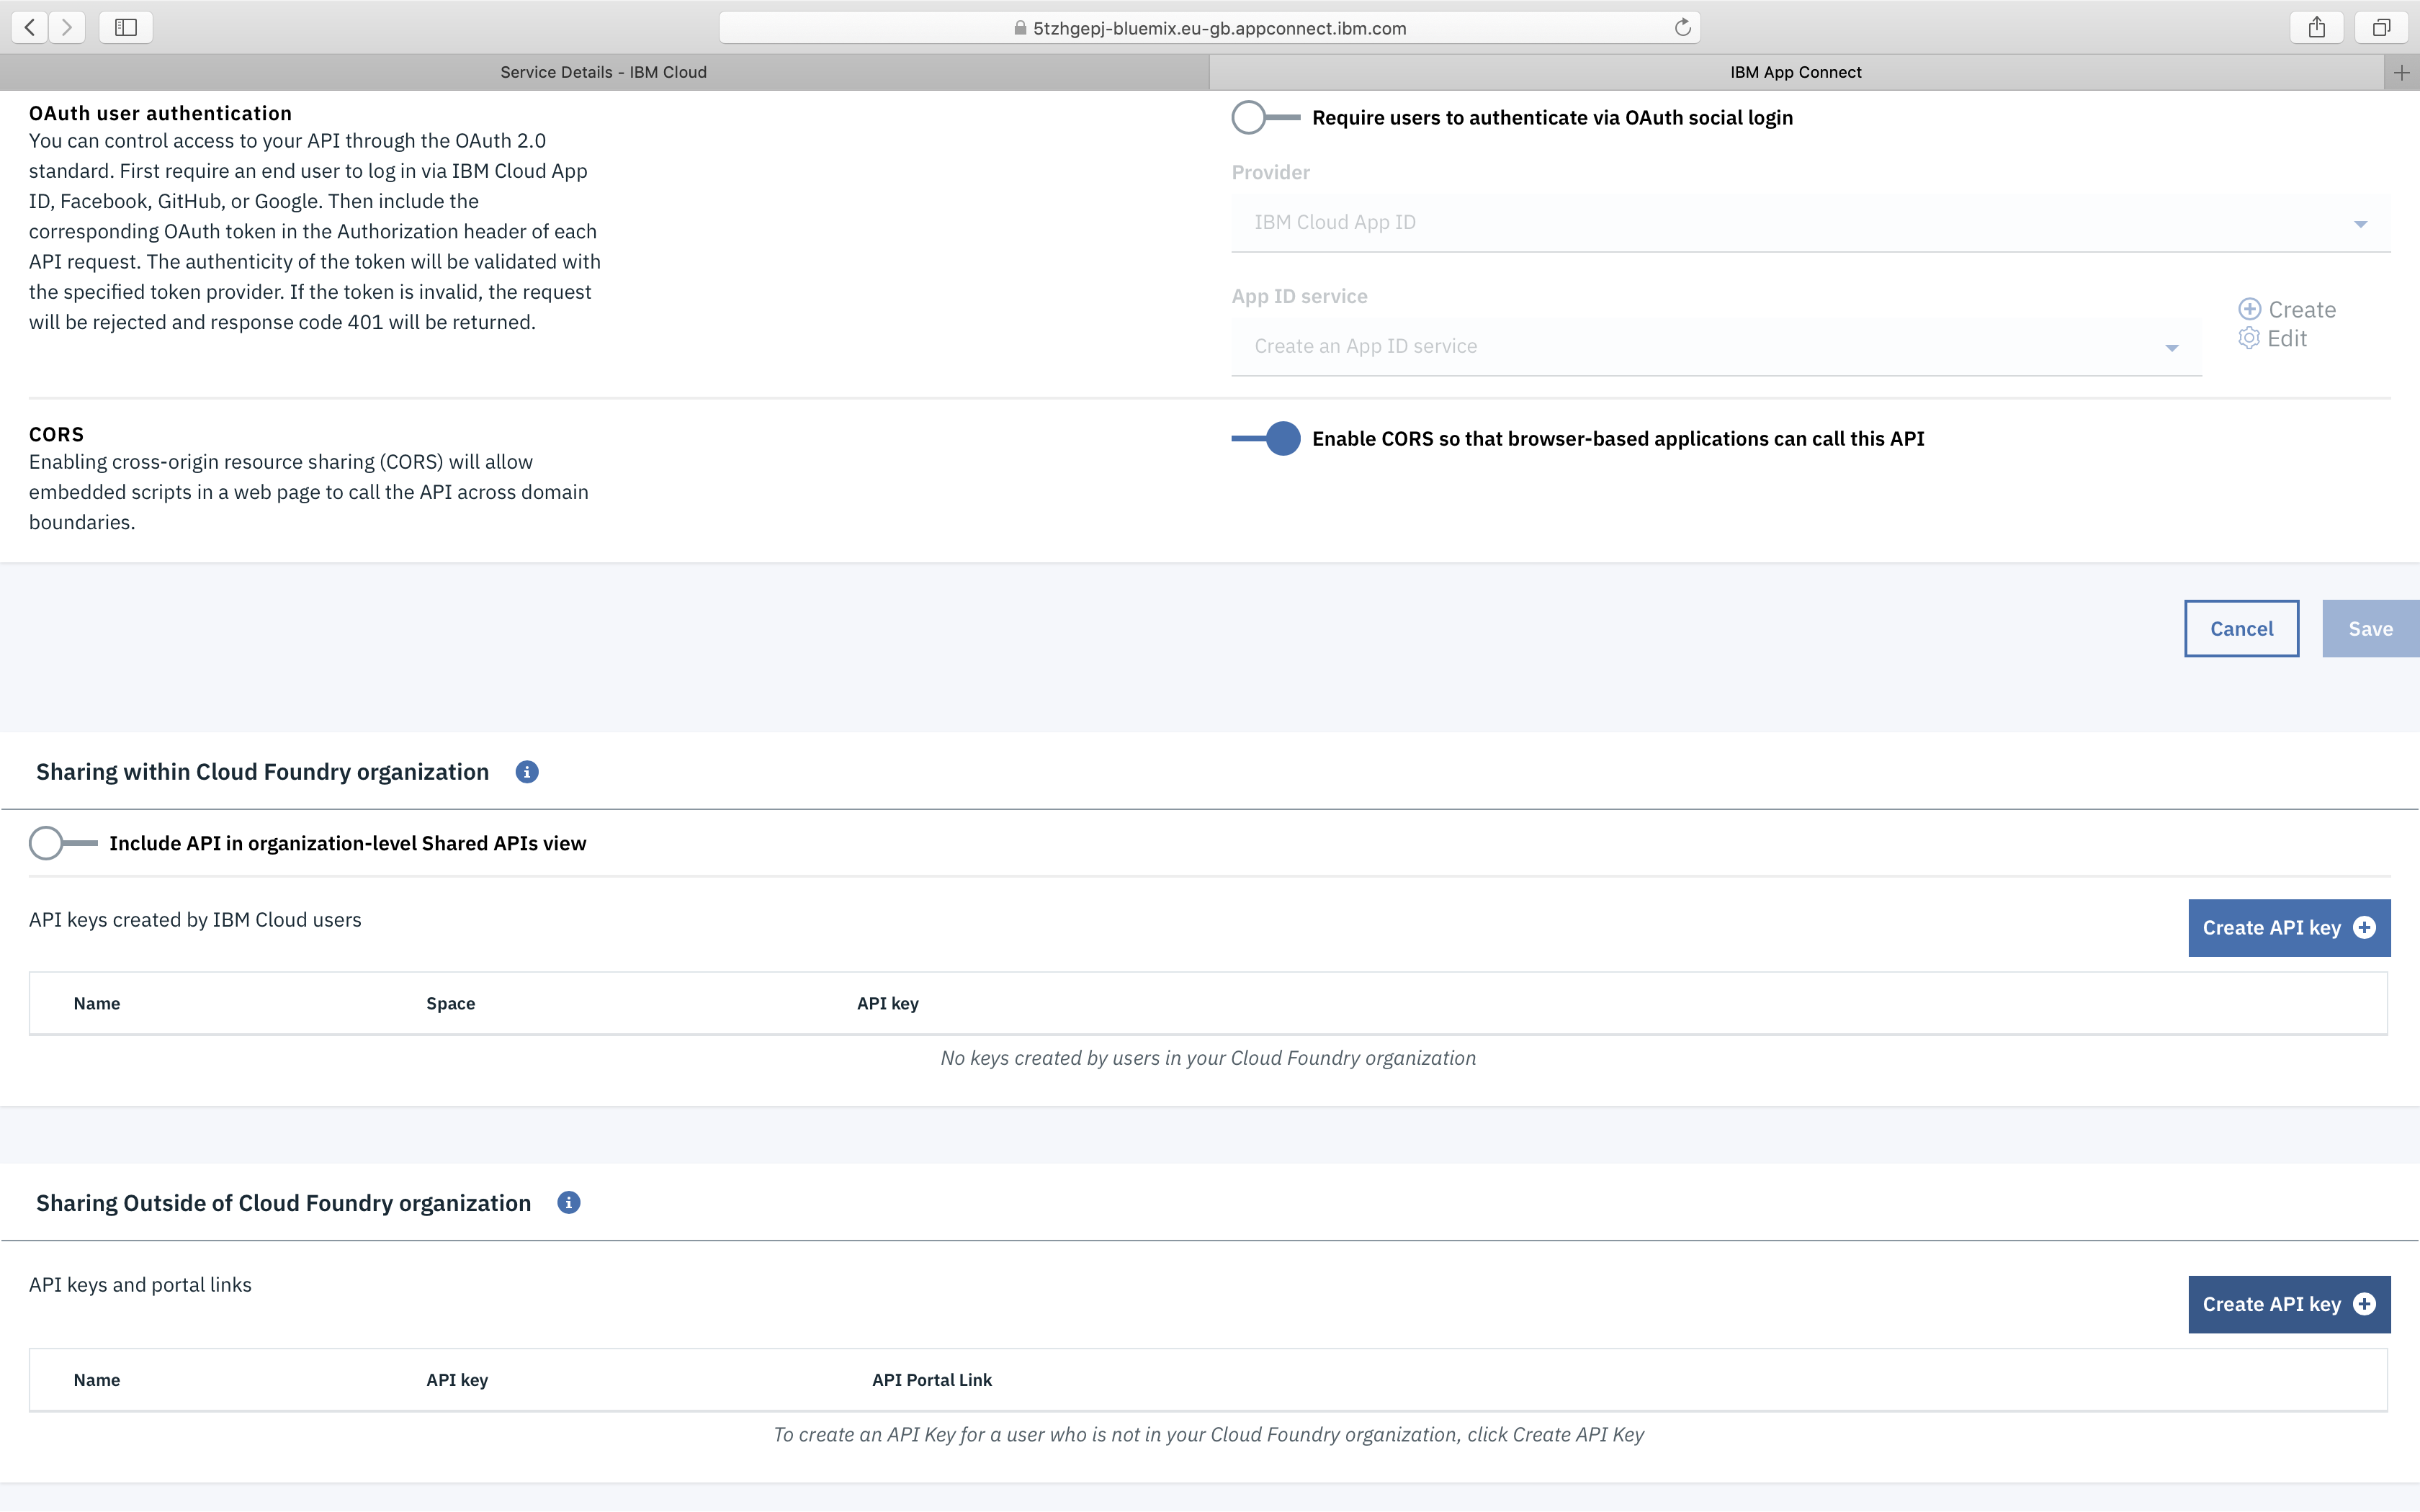 5tzhgepj-bluemix.eu-gb.appconnect.ibm.com
Service Details - IBM Cloud
IBM App Connect
OAuth user authentication
You can control access to your API through the OAuth 2.0
standard. First require an end user to log in via IBM Cloud App
ID, Facebook, GitHub, or Google. Then include the
corresponding OAuth token in the Authorization header of each
API request. The authenticity of the token will be validated with
the specified token provider. If the token is invalid, the request
will be rejected and response code 401 will be returned.
Require users to authenticate via OAuth social login
Provider
IBM Cloud App ID
App ID service
Create an App ID service
Create
Edit
CORS
Enabling cross-origin resource sharing (CORS) will allow
embedded scripts in a web page to call the API across domain
boundaries.
Enable CORS so that browser-based applications can call this API
Cancel
Save
Sharing within Cloud Foundry organization
Include API in organization-level Shared APIs view
API keys created by IBM Cloud users
Create API key
Name Space API key
No keys created by users in your Cloud Foundry organization
Sharing Outside of Cloud Foundry organization
API keys and portal links
Create API key
Name API key API Portal Link
To create an API Key for a user who is not in your Cloud Foundry organization, click Create API Key